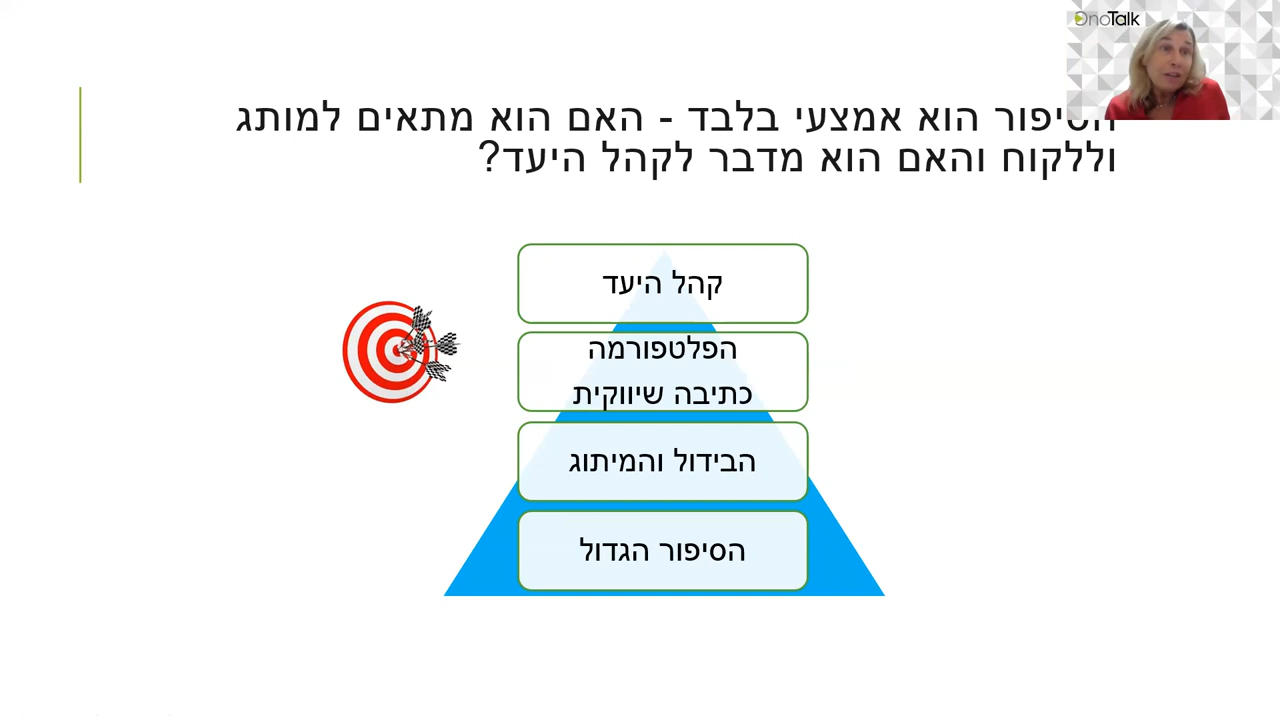 OnoTalk
הסיפור הוא אמצעי בלבד - האם הוא מתאים למותג
וללקוח והאם הוא מדבר לקהל היעד?
קהל היעד
הפלטפורמה
כתיבה שיווקית
הבידול והמיתוג
הסיפור הגדול